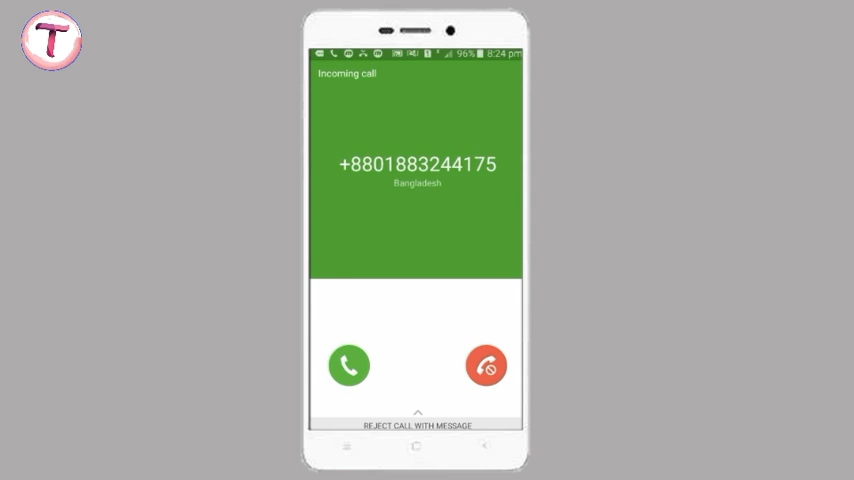 T
96% 8:24 pm
Incoming call
+8801883244175
Bangladesh
REJECT CALL WITH MESSAGE